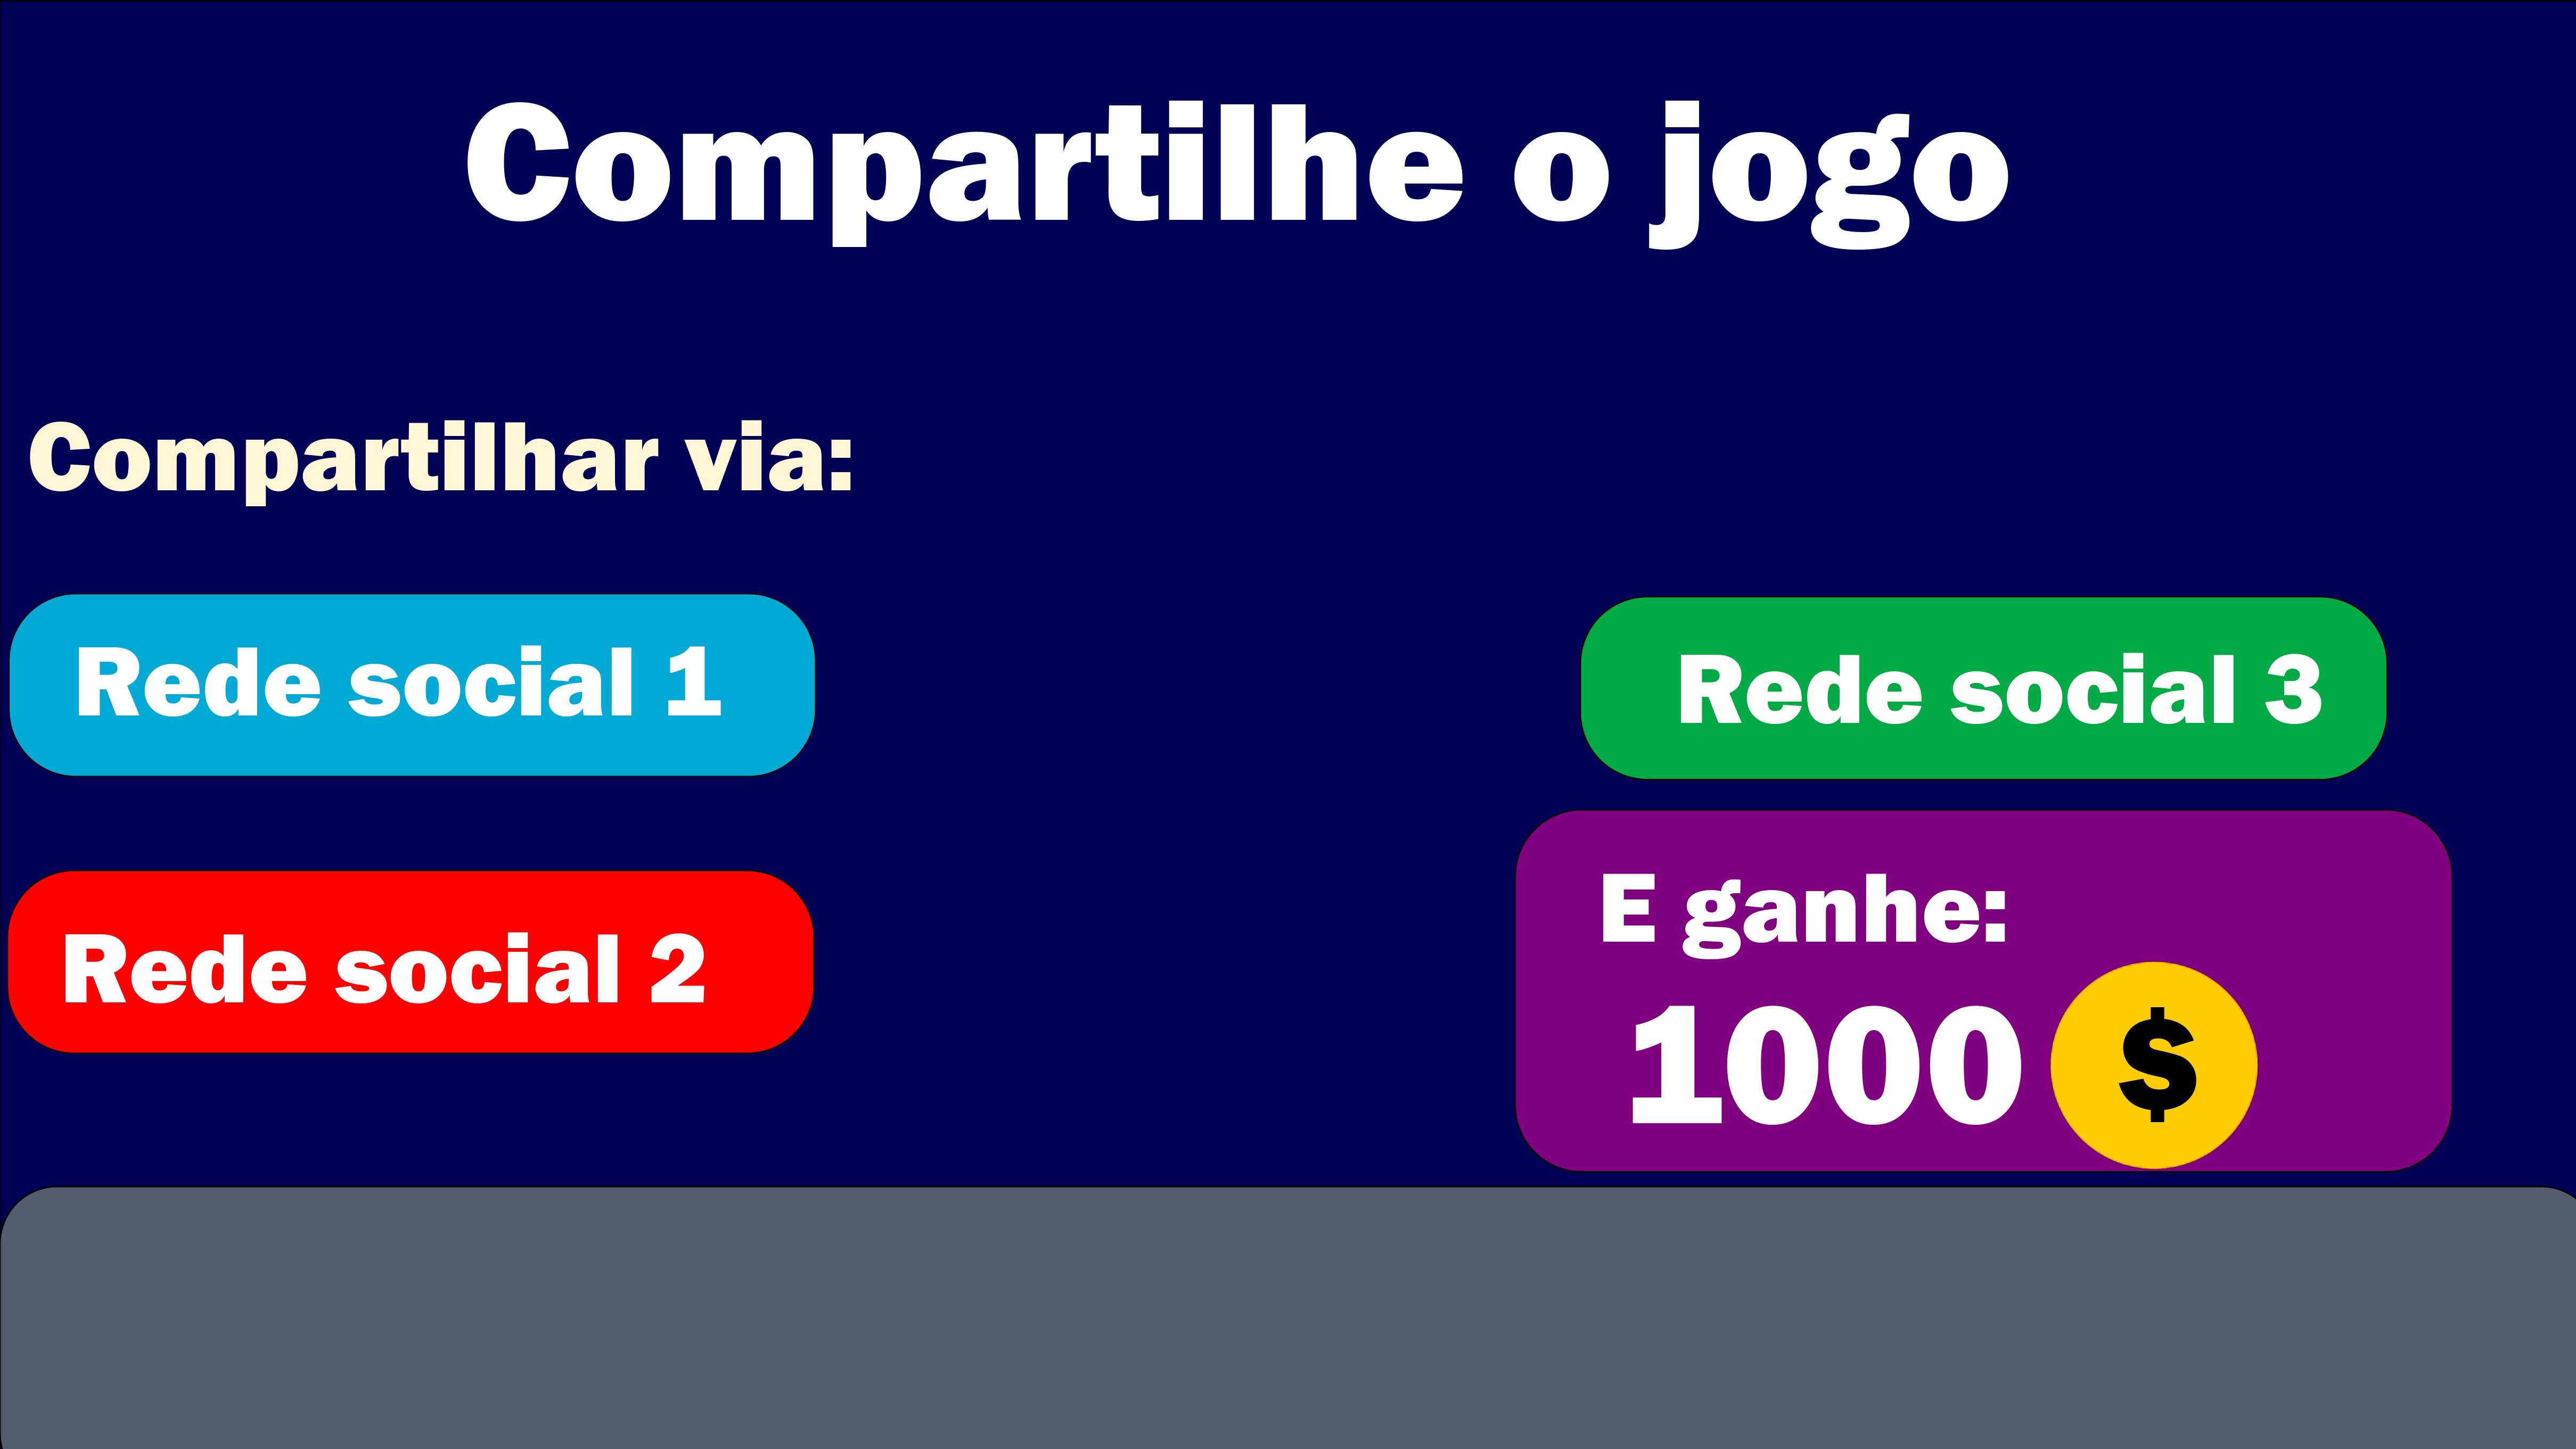 Compartilhe o jogo
Compartilhar via:
Rede social 1
Rede social 3
Rede social 2
E ganhe:
1000 $